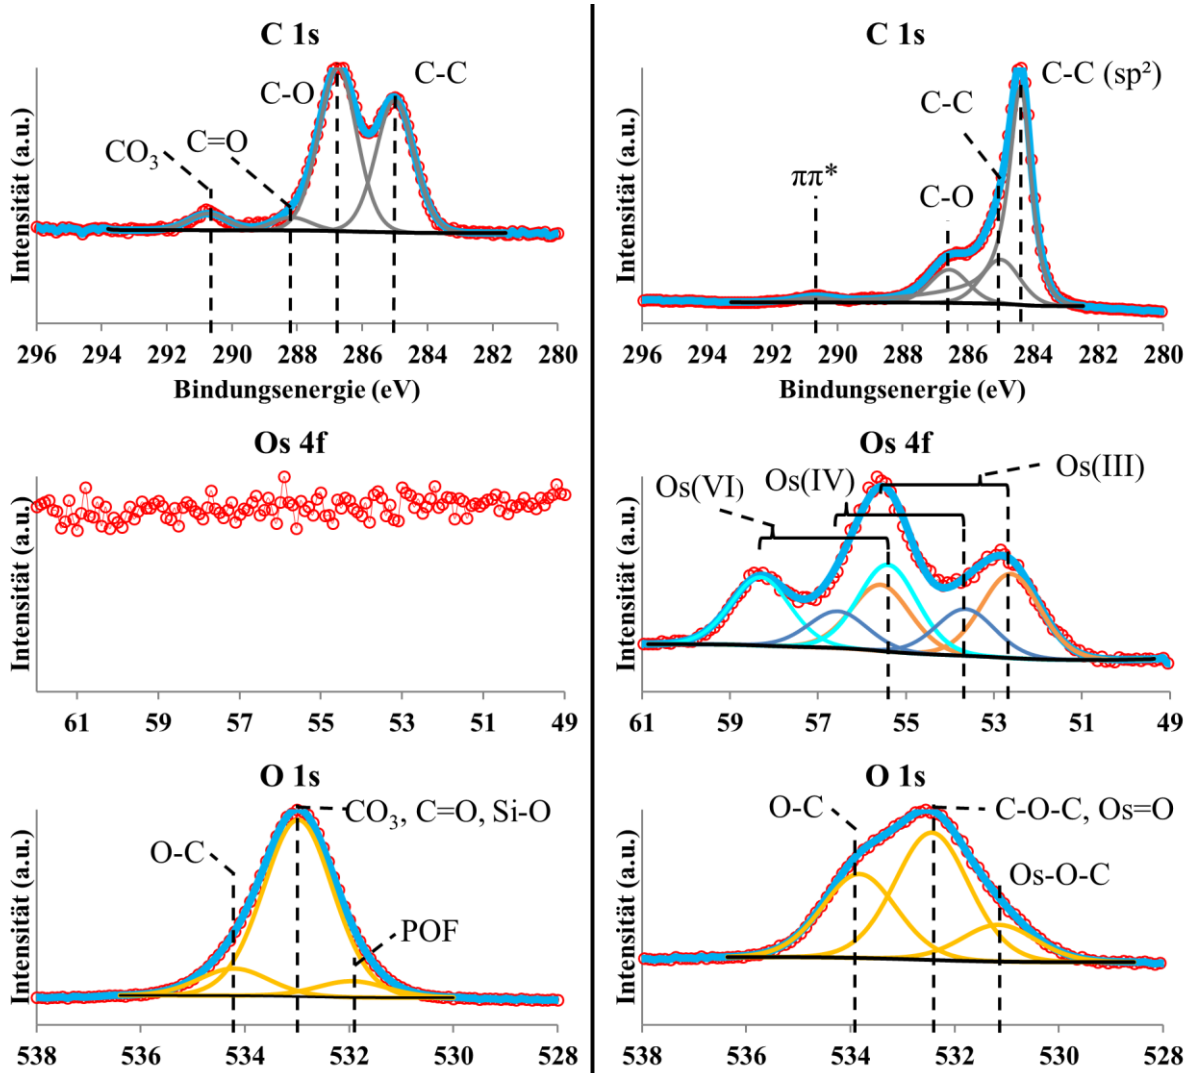 C 1s
C-C
C-O
C=O
CO₃
Intensität (a.u.)
296 294 292 290 288 286 284 282 280
Bindungsenergie (eV)
C 1s
C-C (sp²)
C-C
ππ*
C-O
Intensität (a.u.)
296 294 292 290 288 286 284 282 280
Bindungsenergie (eV)
Os 4f
Intensität (a.u.)
61 59 57 55 53 51 49
Os 4f
Os(III)
Os(IV)
Os(VI)
Intensität (a.u.)
61 59 57 55 53 51 49
O 1s
CO₃, C=O, Si-O
O-C
POF
Intensität (a.u.)
538 536 534 532 530 528
O 1s
O-C
C-O-C, Os=O
Os-O-C
Intensität (a.u.)
538 536 534 532 530 528